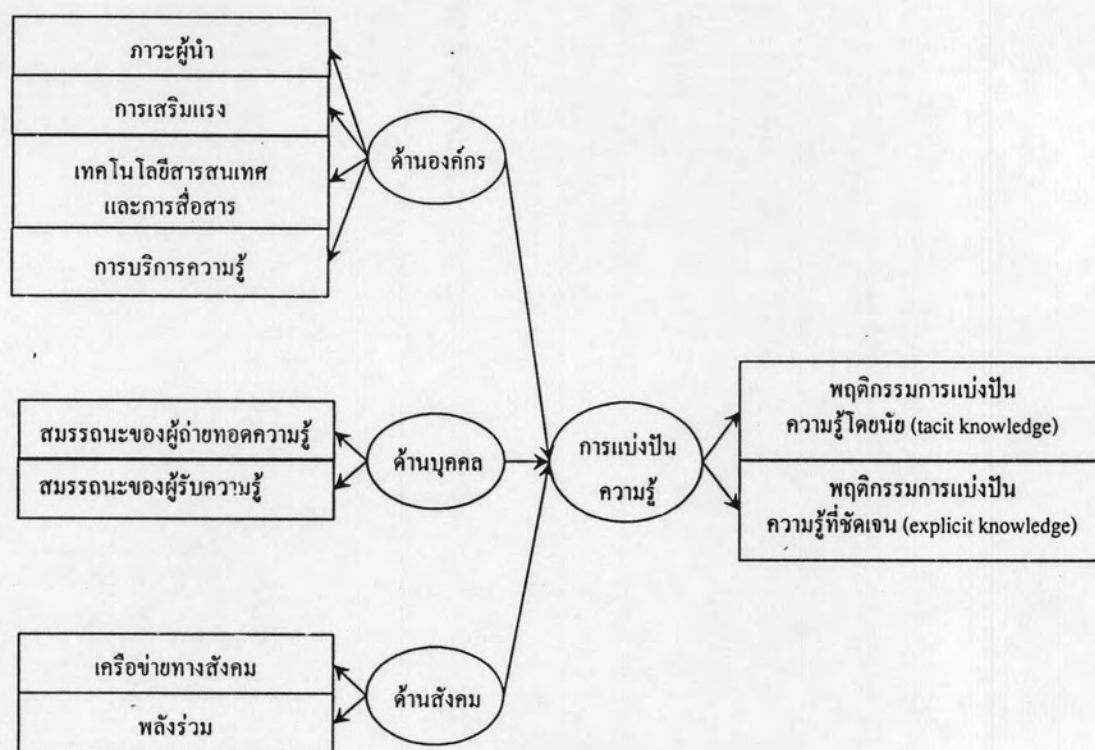 ภาวะผู้นำ
การเสริมแรง
เทคโนโลยีสารสนเทศ
และการสื่อสาร
การบริการความรู้
ด้านองค์กร
สมรรถนะของผู้ถ่ายทอดความรู้
สมรรถนะของผู้รับความรู้
ด้านบุคคล
การแบ่งปัน
ความรู้
พฤติกรรมการแบ่งปัน
ความรู้โดยนัย (tacit knowledge)
พฤติกรรมการแบ่งปัน
ความรู้ที่ชัดเจน (explicit knowledge)
เครือข่ายทางสังคม
พลังร่วม
ด้านสังคม